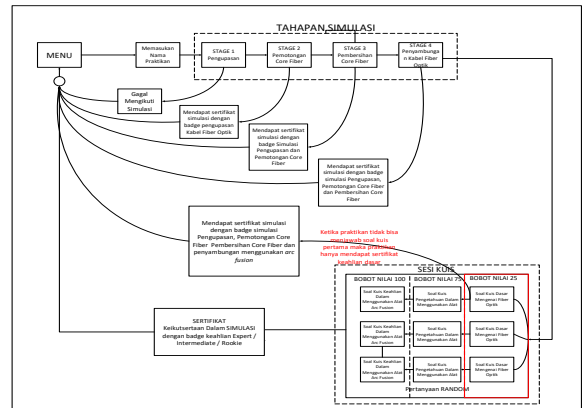 TAHAPAN SIMULASI
MENU
Memasukan
Nama
Praktikan
STAGE 1
Pengupasan
STAGE 2
Pemotongan
Core Fiber
STAGE 3
Pembersihan
Core Fiber
STAGE 4
Penyambunga
n Kabel Fiber
Optik
Gagal
Mengikuti
Simulasi
Mendapat sertifikat
simulasi dengan
badge pengupasan
Kabel Fiber Optik
Mendapat sertifikat
simulasi dengan
badge Simulasi
Pengupasan dan
Pemotongan Core
Fiber
Mendapat sertifikat
simulasi dengan badge
simulasi Pengupasan,
Pemotongan Core Fiber
dan Pembersihan Core
Fiber
Mendapat sertifikat simulasi
dengan badge simulasi
Pengupasan, Pemotongan Core
Fiber Pembersihan Core Fiber dan
penyambungan menggunakan arc
fusion
Ketika praktikan tidak bisa
menjawab soal kuis
pertama maka praktikan
hanya mendapat sertifikat
keahlian dasar
SESI KUIS
BOBOT NILAI 100
BOBOT NILAI 75
BOBOT NILAI 25
Soal Kuis Keahlian
Dalam
Menggunakan Alat
Arc Fusion
Soal Kuis
Pengetahuan Dalam
Menggunakan Alat
Soal Kuis Dasar
Mengenai Fiber
Optik
Soal Kuis Keahlian
Dalam
Menggunakan Alat
Arc Fusion
Soal Kuis
Pengetahuan Dalam
Menggunakan Alat
Soal Kuis Dasar
Mengenai Fiber
Optik
Soal Kuis Keahlian
Dalam
Menggunakan Alat
Arc Fusion
Soal Kuis
Pengetahuan Dalam
Menggunakan Alat
Soal Kuis Dasar
Mengenai Fiber
Optik
Pertanyaan RANDOM
SERTIFIKAT
Keikutsertaan Dalam SIMULASI
dengan badge keahlian Expert /
Intermediate / Rookie